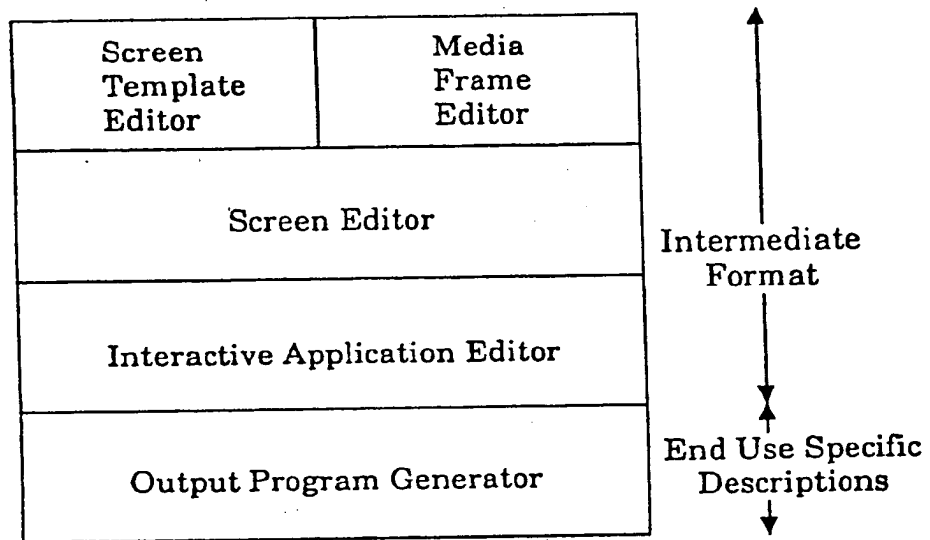 Screen
Template
Editor
Media
Frame
Editor
Screen Editor
Intermediate
Format
Interactive Application Editor
Output Program Generator
End Use Specific
Descriptions